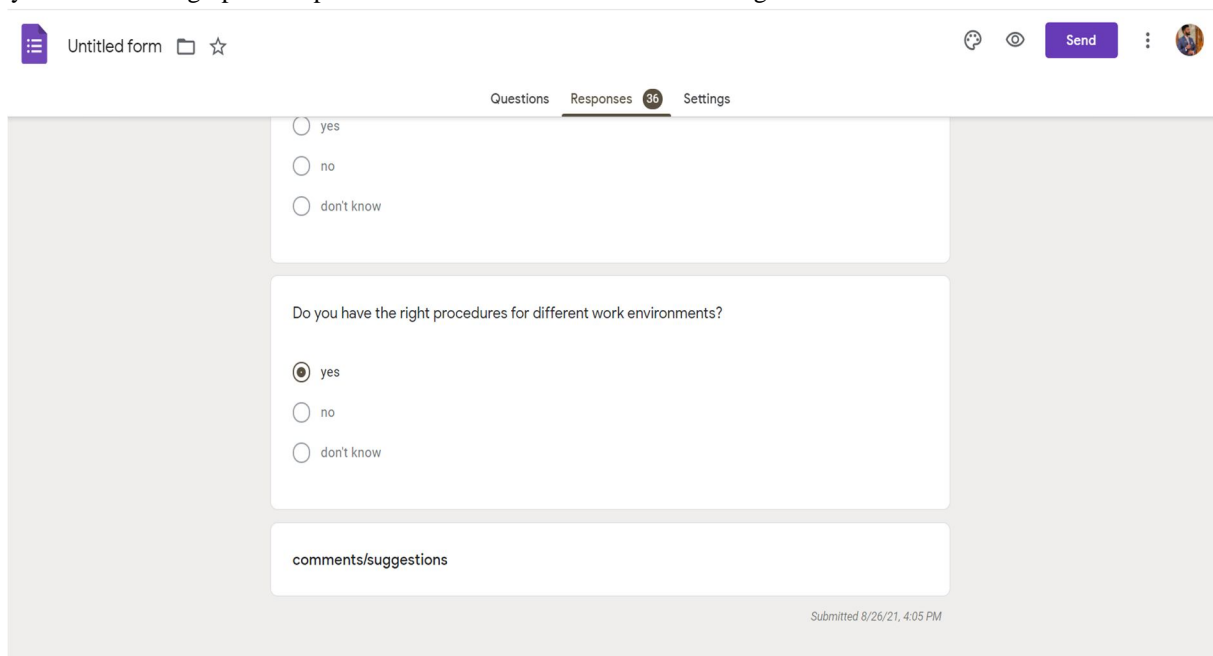 Untitled form
Send
Questions Responses 36 Settings
yes
no
don't know
Do you have the right procedures for different work environments?
yes
no
don't know
comments/suggestions
Submitted 8/26/21, 4:05 PM